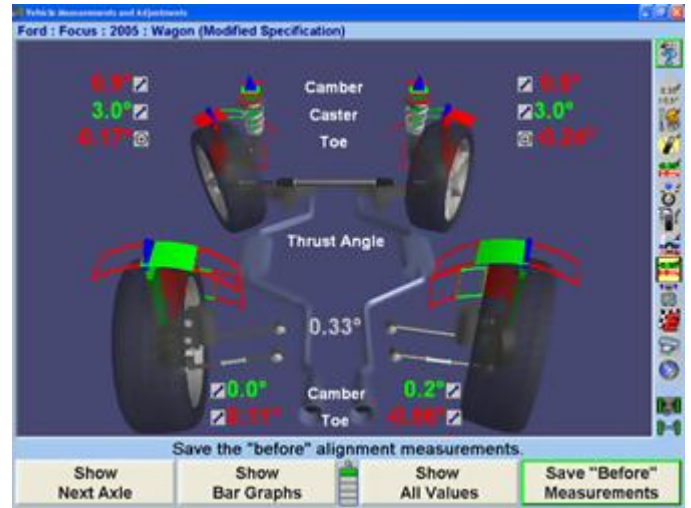 Vehicle Measurements and Adjustments
Ford : Focus : 2005 : Wagon (Modified Specification)
Camber
3.0° Caster 3.0°
-0.17° Toe
Thrust Angle
0.33°
0.0° Camber 0.2°
Toe
Save the "before" alignment measurements.
Show Next Axle
Show Bar Graphs
Show All Values
Save "Before" Measurements